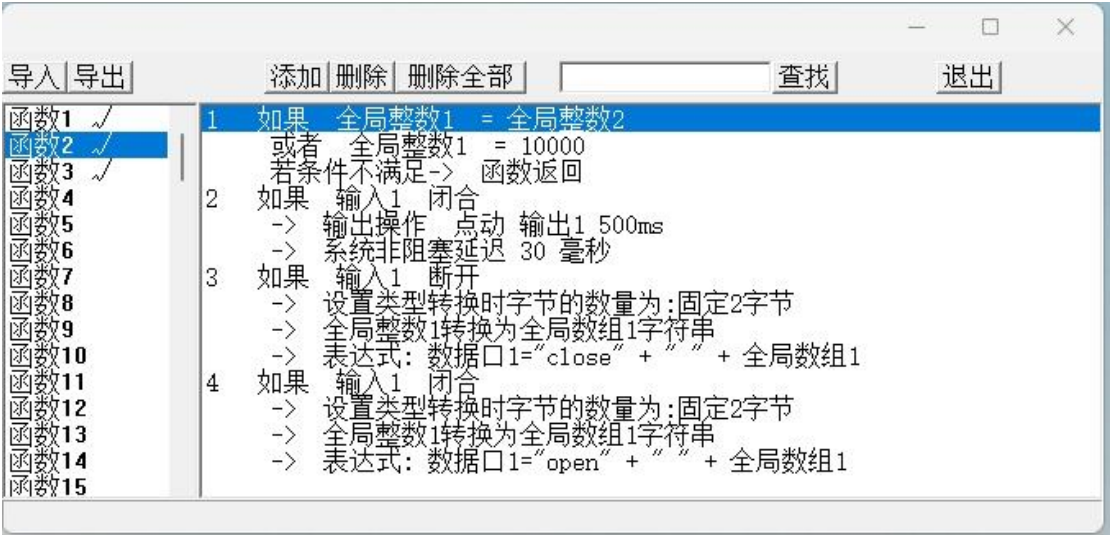 导入 导出 添加 删除 删除全部 查找 退出
函数1 √
函数2 √
函数3 √
函数4
函数5
函数6
函数7
函数8
函数9
函数10
函数11
函数12
函数13
函数14
函数15
1 如果 全局整数1 = 全局整数2
或者 全局整数1 = 10000
若条件不满足-> 函数返回
2 如果 输入1 闭合
-> 输出操作 点动 输出1 500ms
-> 系统非阻塞延迟 30 毫秒
3 如果 输入1 断开
-> 设置类型转换时字节的数量为:固定2字节
-> 全局整数1转换为全局数组1字符串
-> 表达式: 数据口1="close" + " " + 全局数组1
4 如果 输入1 闭合
-> 设置类型转换时字节的数量为:固定2字节
-> 全局整数1转换为全局数组1字符串
-> 表达式: 数据口1="open" + " " + 全局数组1